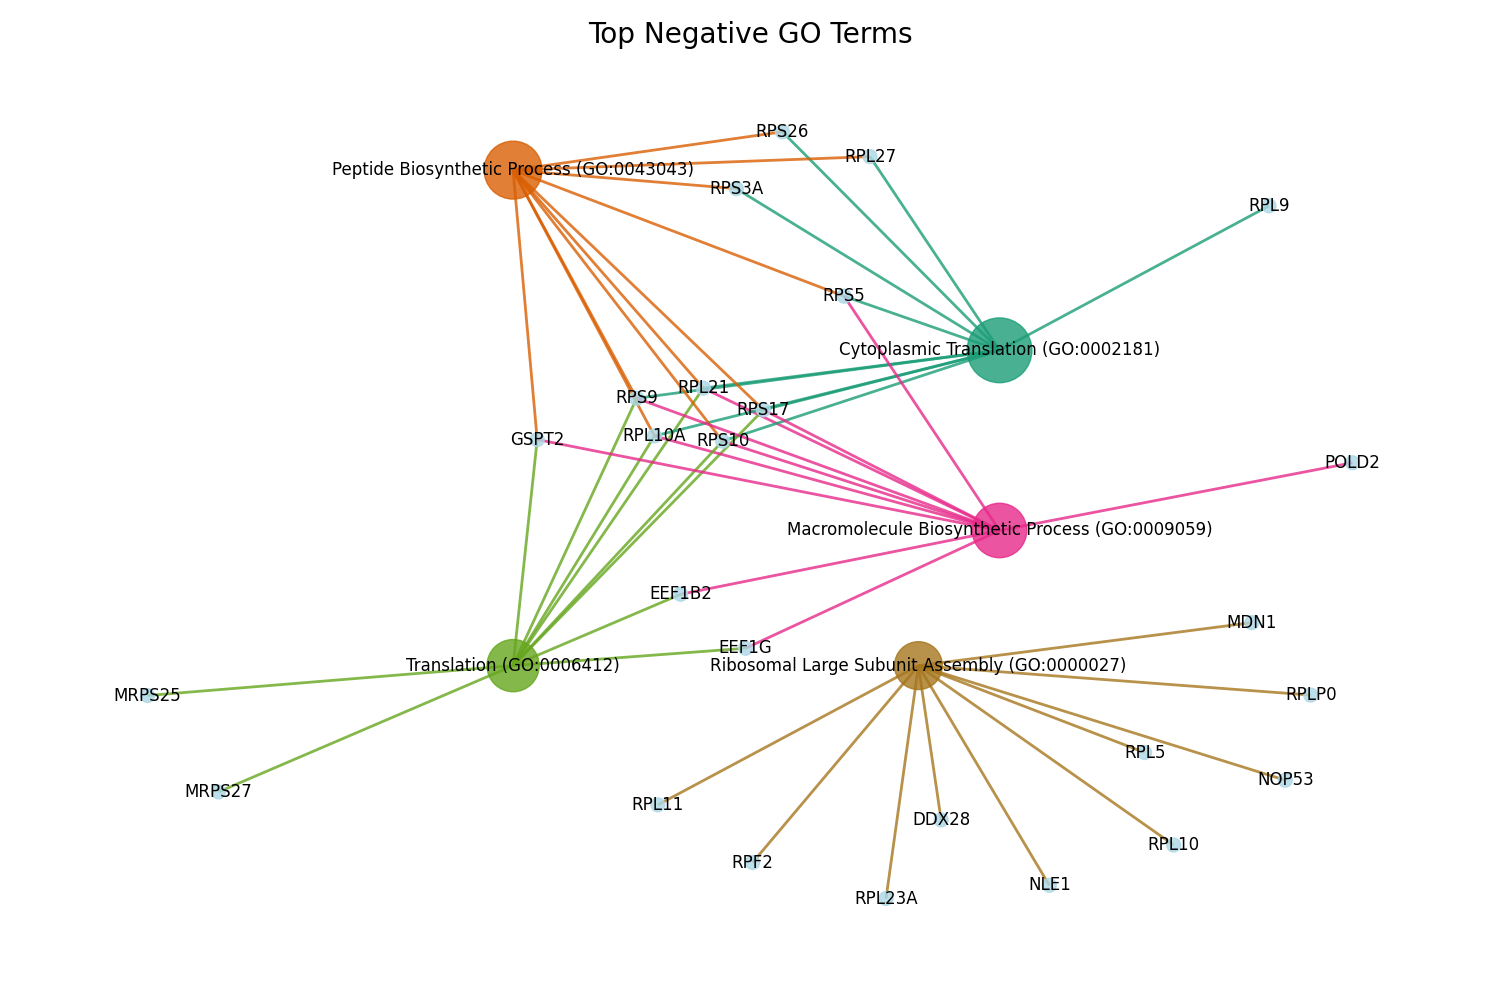 Top Negative GO Terms
RPS26
RPL27
Peptide Biosynthetic Process (GO:0043043)
RPS3A
RPL9
RPS5
Cytoplasmic Translation (GO:0002181)
RPL21
RPS9
RPS17
RPL10A
RPS10
GSPT2
POLD2
Macromolecule Biosynthetic Process (GO:0009059)
EEF1B2
MDN1
EEF1G
Translation (GO:0006412)
Ribosomal Large Subunit Assembly (GO:0000027)
MRPS25
RPLP0
RPL5
NOP53
MRPS27
RPL11
DDX28
RPL10
RPF2
NLE1
RPL23A